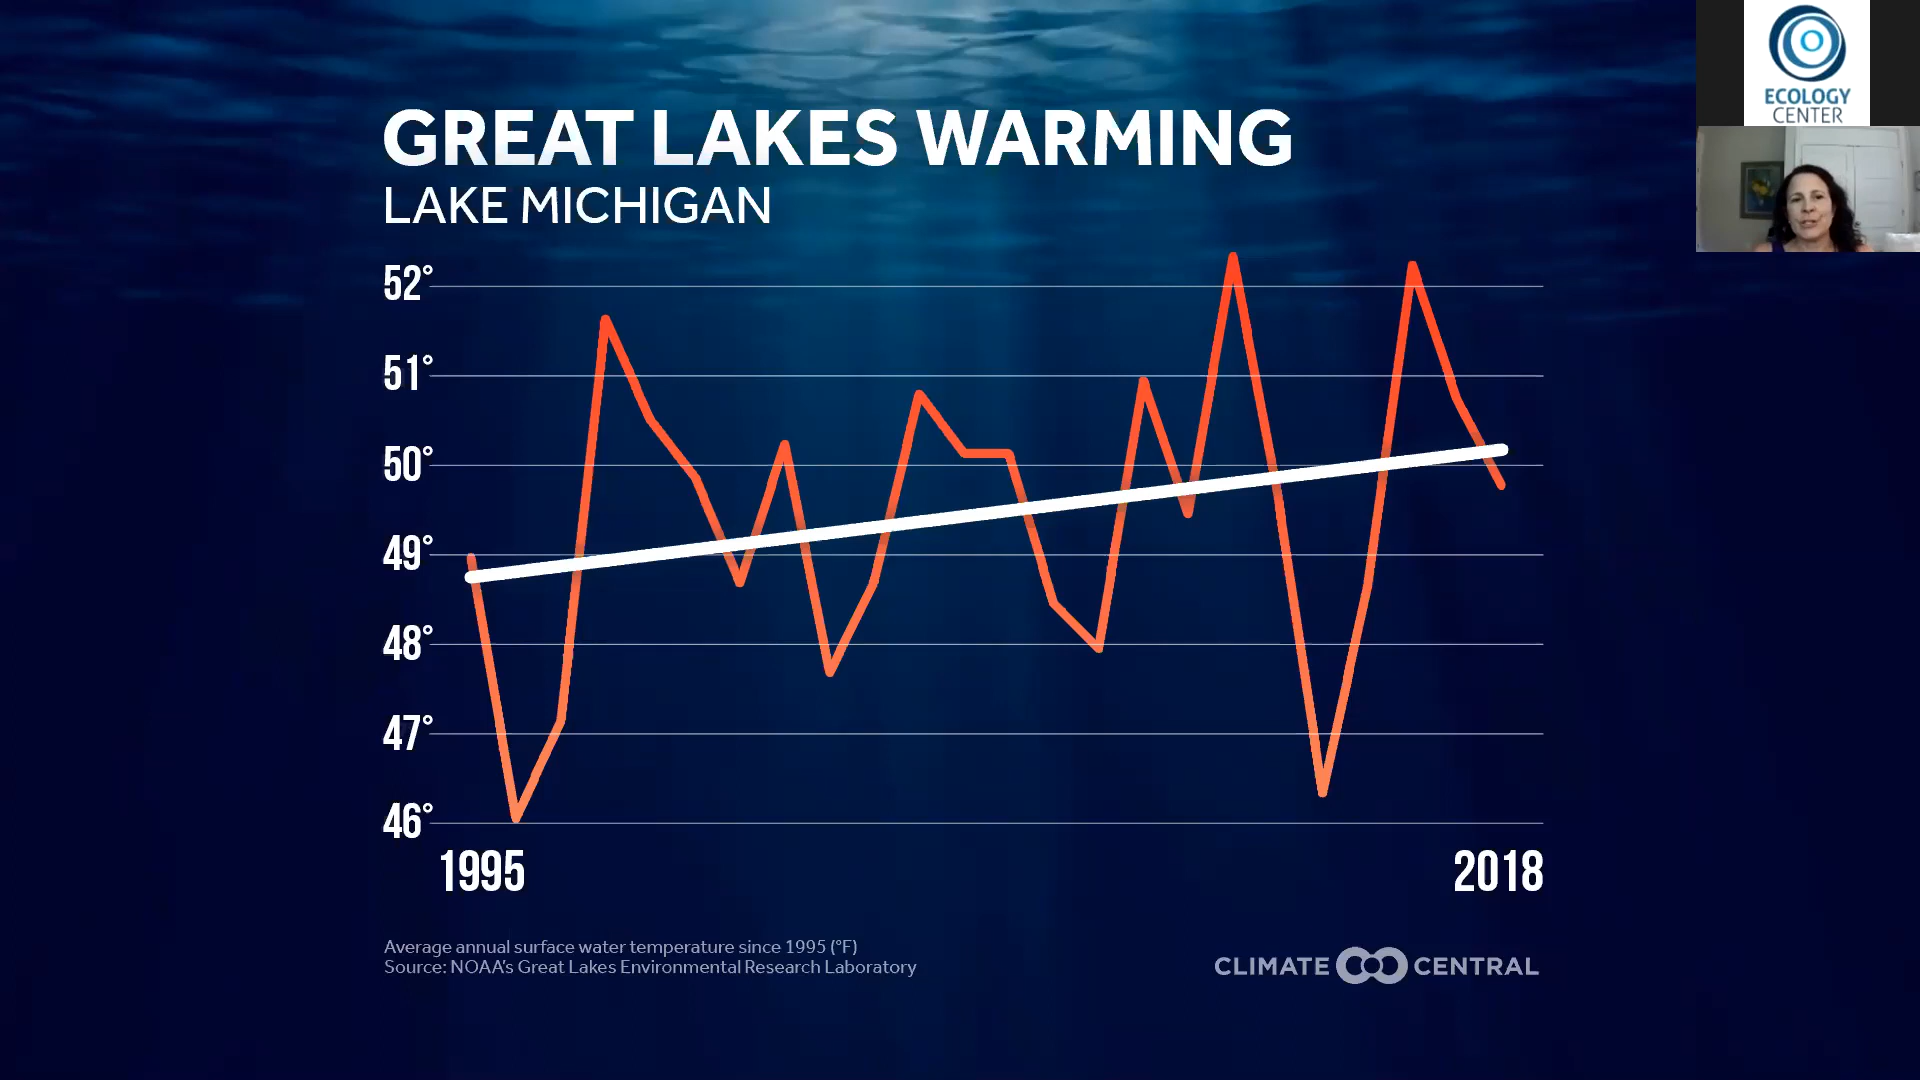 GREAT LAKES WARMING
LAKE MICHIGAN
52°
51°
50°
49°
48°
47°
46°
1995
2018
Average annual surface water temperature since 1995 (°F)
Source: NOAA's Great Lakes Environmental Research Laboratory
CLIMATE CENTRAL
ECOLOGY
CENTER